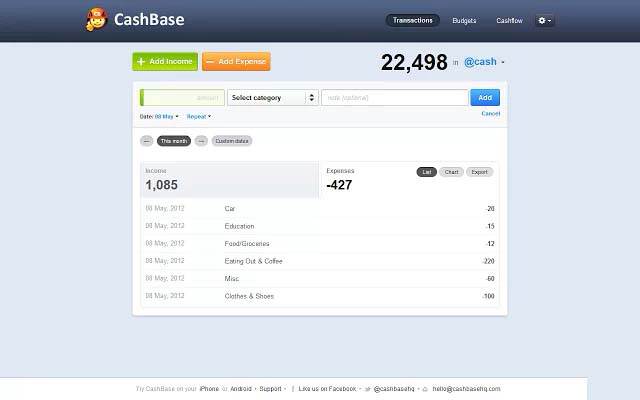 CashBase
Transactions Budgets Cashflow
+ Add Income
— Add Expense
22,498 in @cash
amount
Select category
note (optional)
Add
Date: 08 May Repeat
Cancel
← This month → Custom dates
Income
1,085
Expenses
-427
List Chart Export
08 May, 2012 Car -20
08 May, 2012 Education -15
08 May, 2012 Food/Groceries -12
08 May, 2012 Eating Out & Coffee -220
08 May, 2012 Misc -60
08 May, 2012 Clothes & Shoes -100
Try CashBase on your iPhone or Android • Support • Like us on Facebook • @cashbasehq • hello@cashbasehq.com